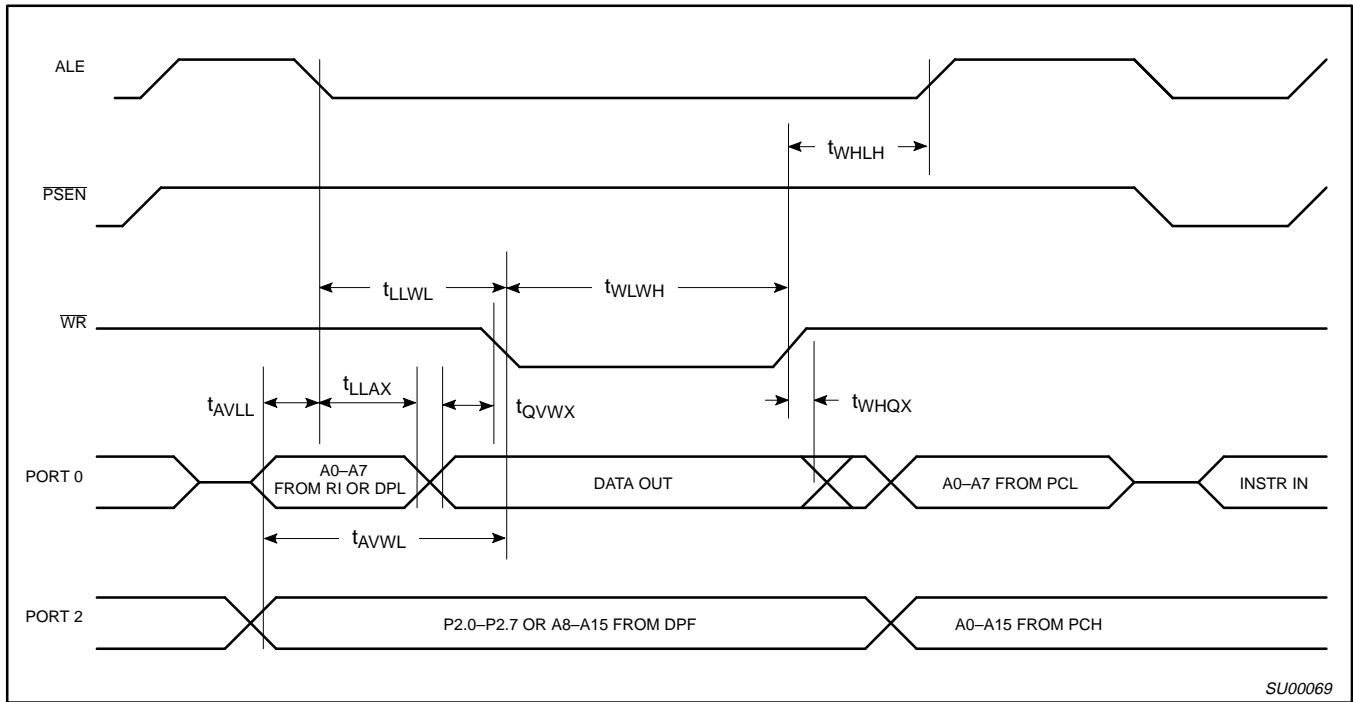 ALE
tWHLH
PSEN
tLLWL
tWLWH
WR
tAVLL
tLLAX
tQVWX
tWHQX
PORT 0
A0–A7
FROM RI OR DPL
DATA OUT
A0–A7 FROM PCL
INSTR IN
tAVWL
PORT 2
P2.0–P2.7 OR A8–A15 FROM DPF
A0–A15 FROM PCH
SU00069